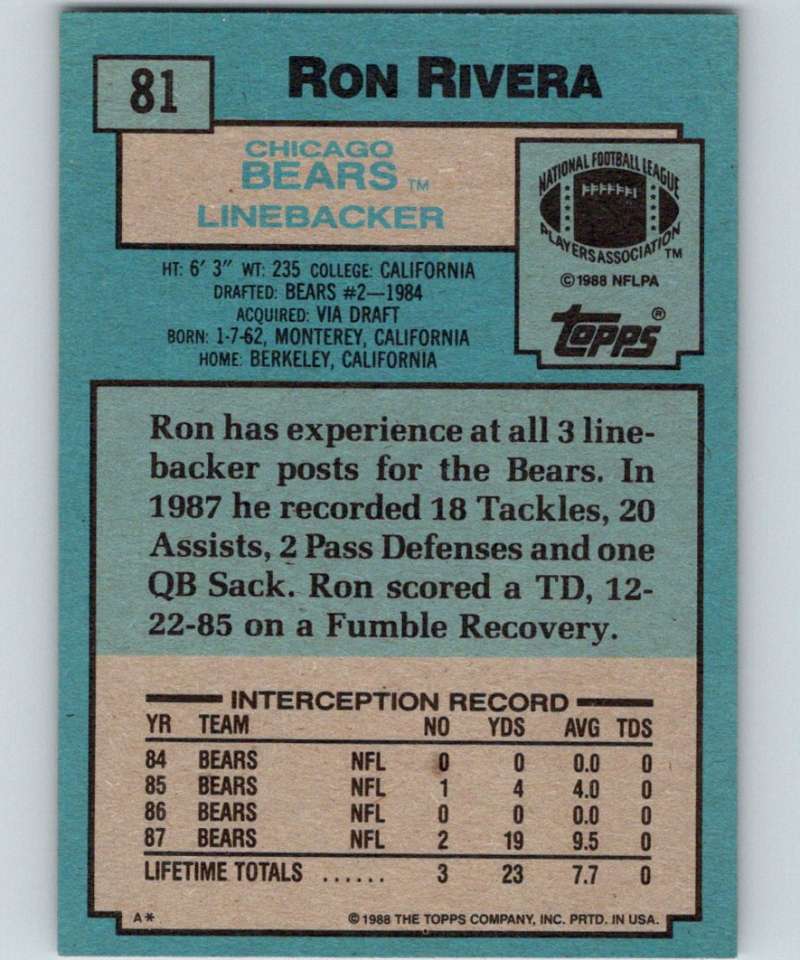 81
RON RIVERA
CHICAGO
BEARS TM
LINEBACKER
NATIONAL FOOTBALL LEAGUE
PLAYERS ASSOCIATION TM
© 1988 NFLPA
Topps ®
HT: 6' 3" WT: 235 COLLEGE: CALIFORNIA
DRAFTED: BEARS #2—1984
ACQUIRED: VIA DRAFT
BORN: 1-7-62, MONTEREY, CALIFORNIA
HOME: BERKELEY, CALIFORNIA
Ron has experience at all 3 line-
backer posts for the Bears. In
1987 he recorded 18 Tackles, 20
Assists, 2 Pass Defenses and one
QB Sack. Ron scored a TD, 12-
22-85 on a Fumble Recovery.
INTERCEPTION RECORD
YR TEAM NO YDS AVG TDS
84 BEARS NFL 0 0 0.0 0
85 BEARS NFL 1 4 4.0 0
86 BEARS NFL 0 0 0.0 0
87 BEARS NFL 2 19 9.5 0
LIFETIME TOTALS ...... 3 23 7.7 0
A* © 1988 THE TOPPS COMPANY, INC. PRTD. IN USA.